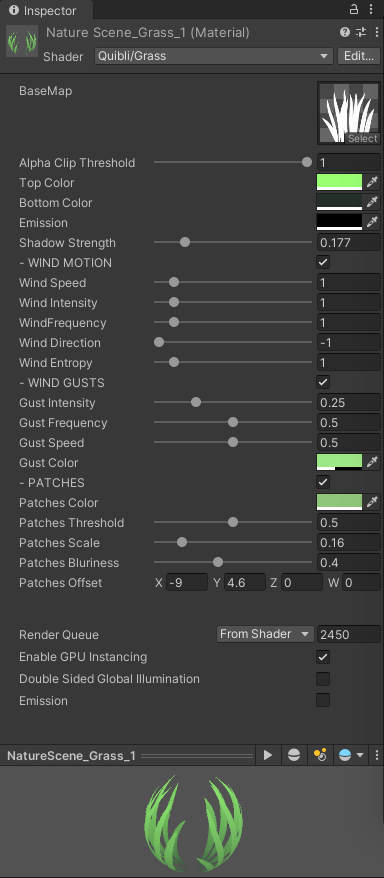 Inspector
Nature Scene_Grass_1 (Material)
Shader Quibli/Grass Edit...
BaseMap
Select
Alpha Clip Threshold 1
Top Color
Bottom Color
Emission
Shadow Strength 0.177
- WIND MOTION
Wind Speed 1
Wind Intensity 1
WindFrequency 1
Wind Direction -1
Wind Entropy 1
- WIND GUSTS
Gust Intensity 0.25
Gust Frequency 0.5
Gust Speed 0.5
Gust Color
- PATCHES
Patches Color
Patches Threshold 0.5
Patches Scale 0.16
Patches Bluriness 0.4
Patches Offset X -9 Y 4.6 Z 0 W 0
Render Queue From Shader 2450
Enable GPU Instancing
Double Sided Global Illumination
Emission
NatureScene_Grass_1